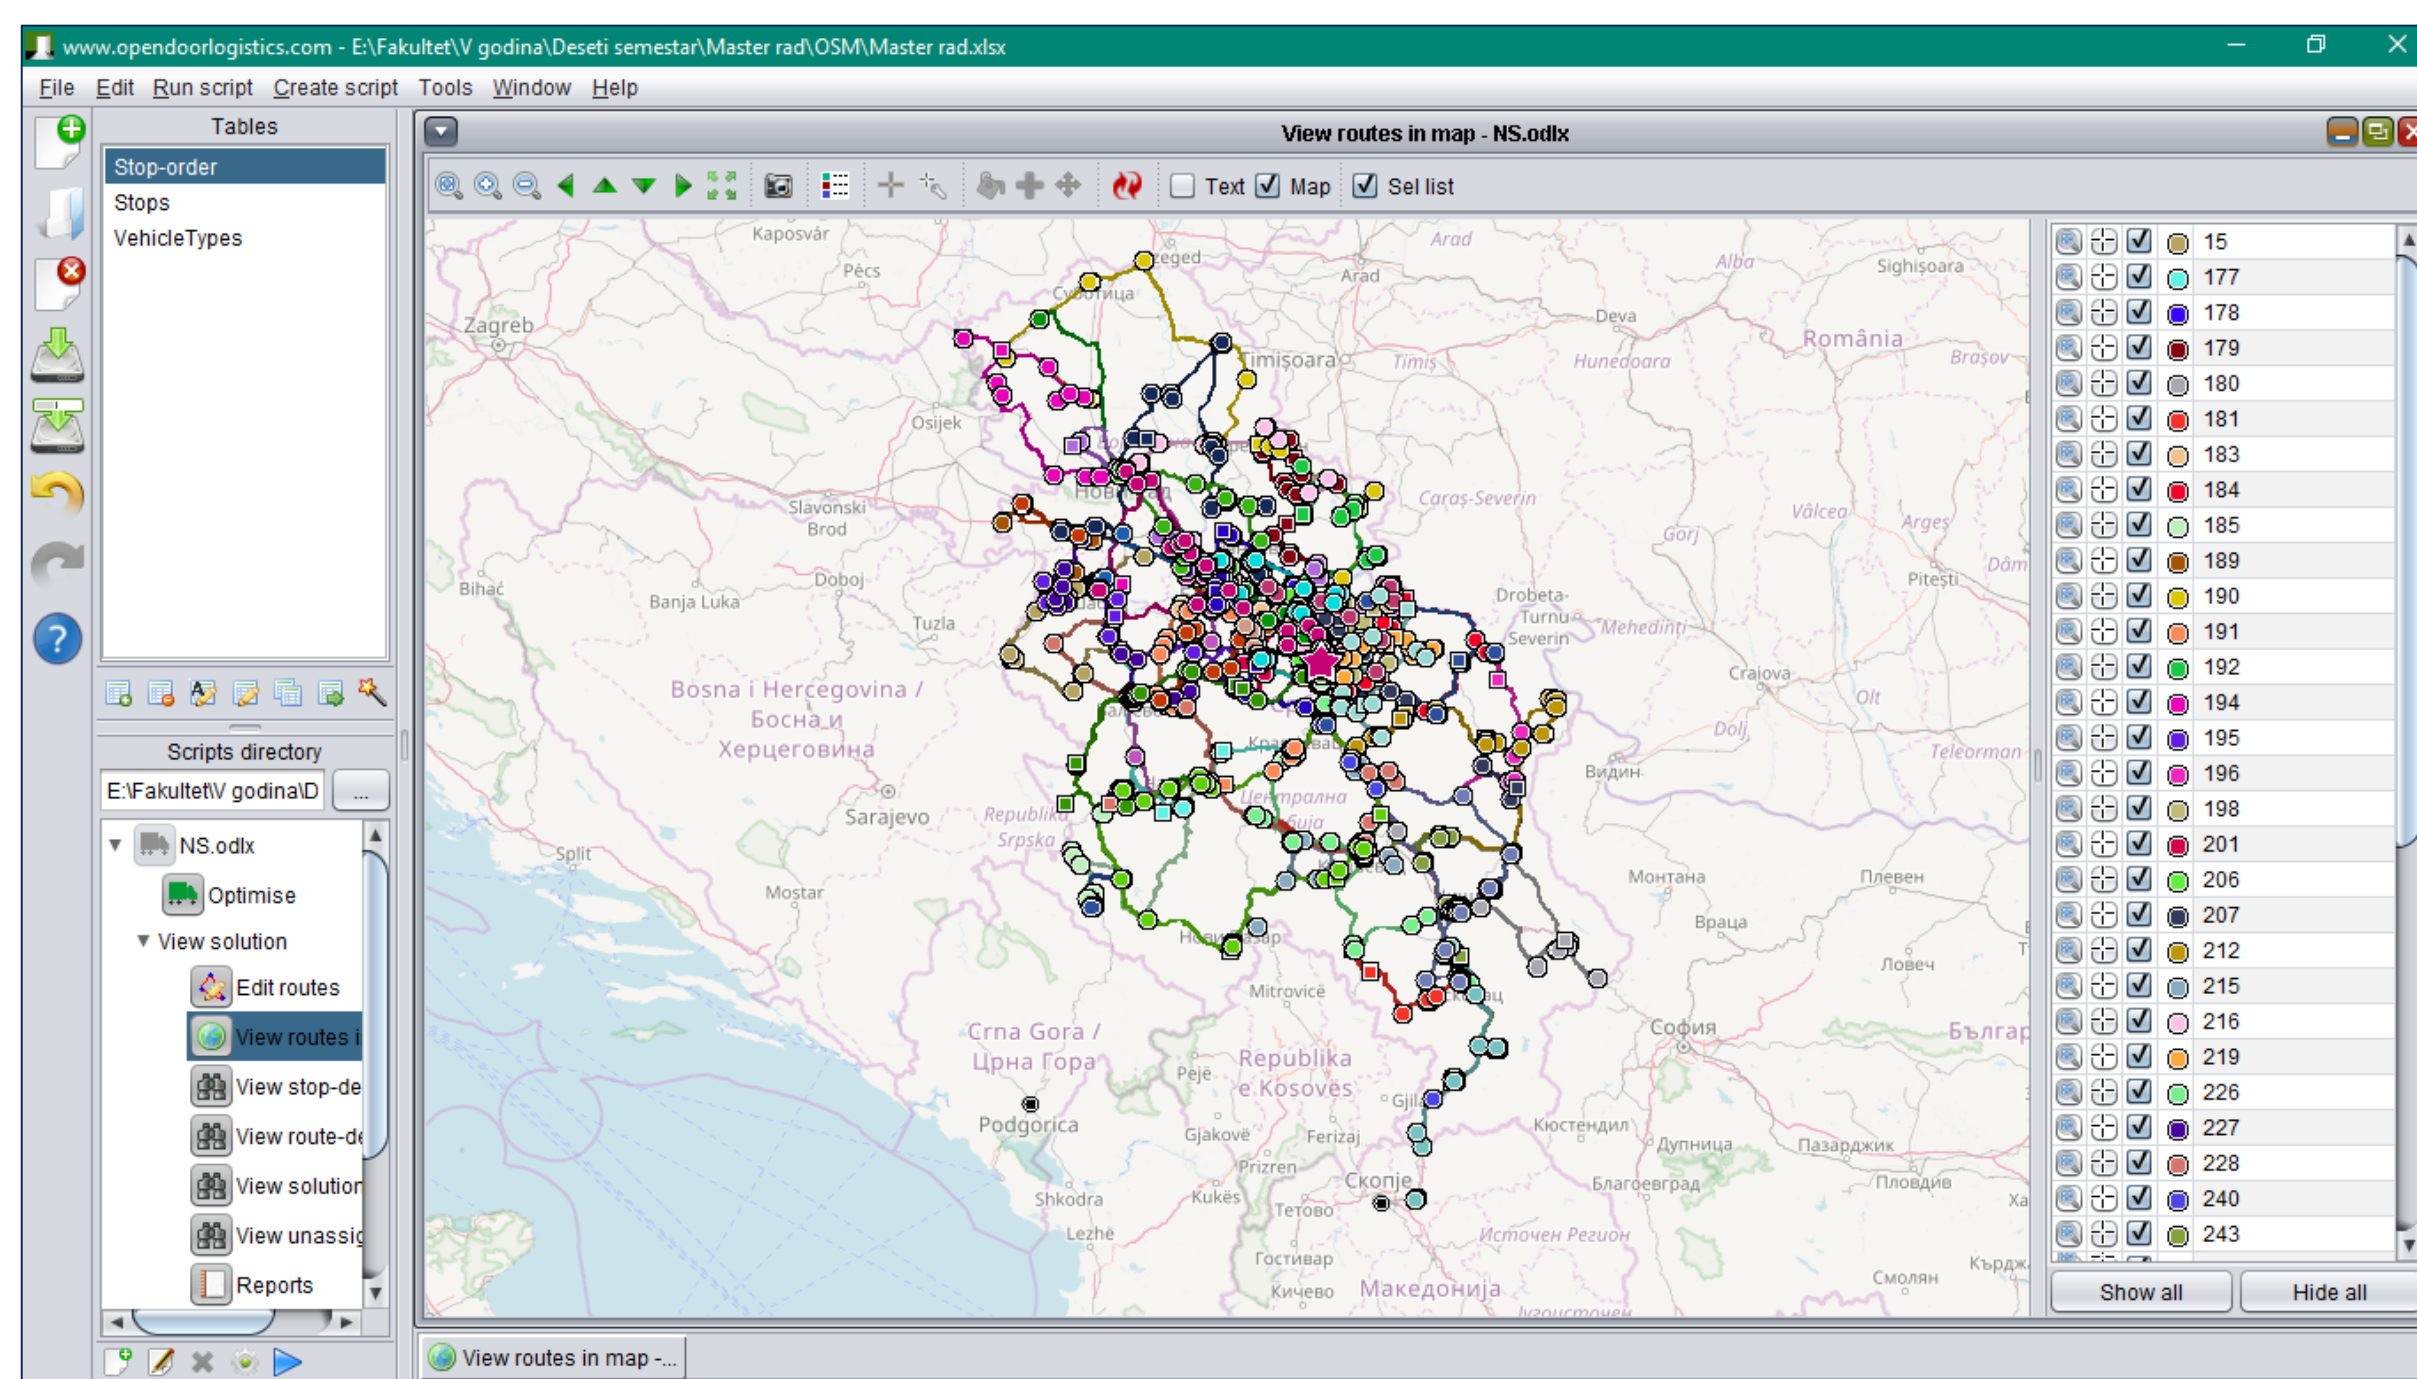 www.opendoorlogistics.com - E:\Fakultet\V godina\Deseti semestar\Master rad\OSM\Master rad.xlsx
File Edit Run script Create script Tools Window Help
Tables
Stop-order
Stops
VehicleTypes
Scripts directory
E:\Fakultet\V godina\D
...
NS.odlx
Optimise
View solution
Edit routes
View routes i
View stop-de
View route-de
View solution
View unassig
Reports
View routes in map - NS.odlx
Text Map Sel list
Kaposvár
Arad
Alba
Sighișoara
Pécs
Arad
Zagreb
Deva
România
Timiș
Hunedoara
Brașov
Osijek
Caraș-Severin
Slavonski
Brod
Vâlcea
Argeș
Gorj
Bihać
Banja Luka
Doboj
Pitești
Dâm
Drobeta-
Turnu
Severin
Mehedinți
Tuzla
Craiova
Olt
Bosna i Hercegovina /
Босна и
Херцеговина
Dolj
Teleorman
Видин
Sarajevo
Republika
Srpska
Централна
Split
Mostar
Монтана
Плевен
Враца
Ловеч
Mitrovicë
София
Българ
Crna Gora /
Црна Гора
Republika
e Kosovës
Pejë
Podgorica
Gjakovë
Ferizaj
Кюстендил
Дупница
Пазарджик
Prizren
Скопје
Shkodra
Kukës
Тетово
Благоевград
Пловдив
Ха
Lezhë
Источен Регион
Гостивар
Кичево
Македонија
Смолян
Кърдж
15
177
178
179
180
181
183
184
185
189
190
191
192
194
195
196
198
201
206
207
212
215
216
219
226
227
228
240
243
Show all Hide all
View routes in map -...